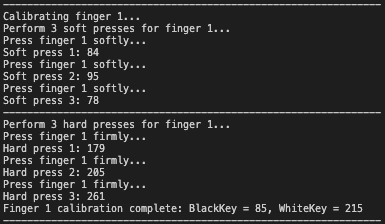 Calibrating finger 1...
Perform 3 soft presses for finger 1...
Press finger 1 softly...
Soft press 1: 84
Press finger 1 softly...
Soft press 2: 95
Press finger 1 softly...
Soft press 3: 78
Perform 3 hard presses for finger 1...
Press finger 1 firmly...
Hard press 1: 179
Press finger 1 firmly...
Hard press 2: 205
Press finger 1 firmly...
Hard press 3: 261
Finger 1 calibration complete: BlackKey = 85, WhiteKey = 215